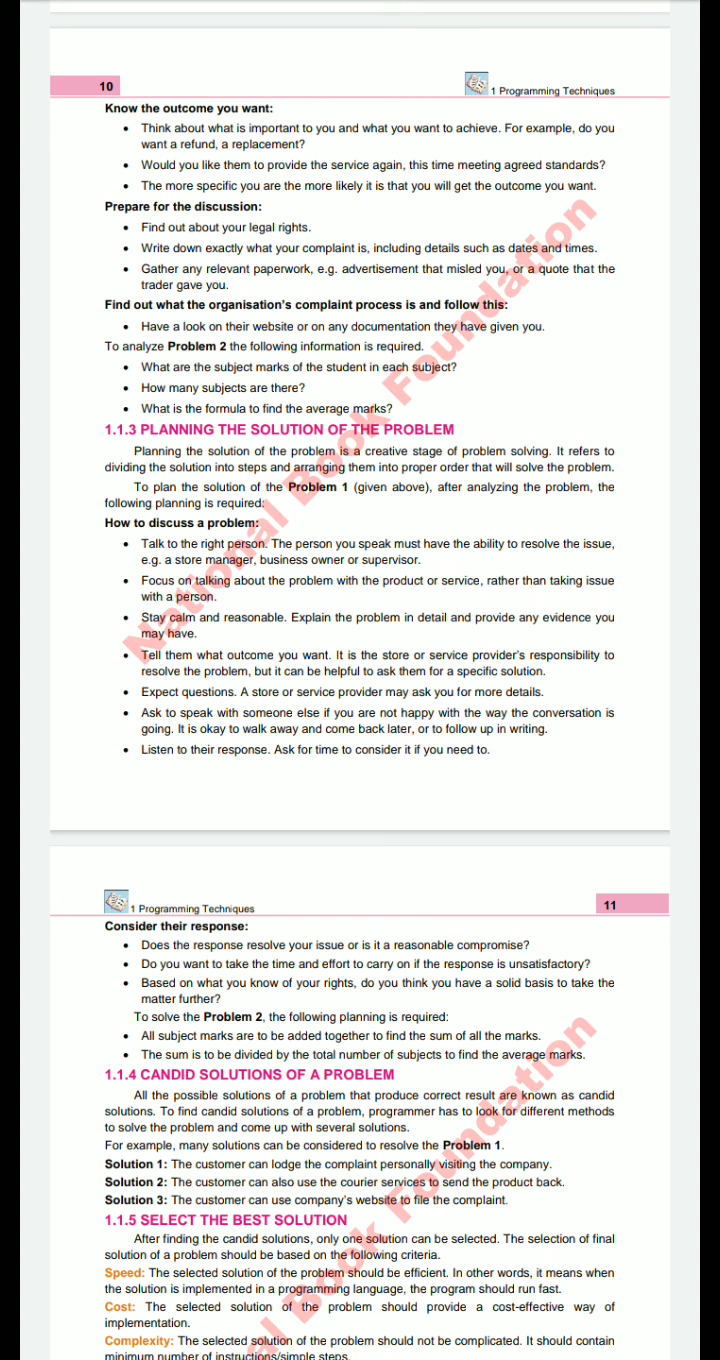 10
1 Programming Techniques
Know the outcome you want:
• Think about what is important to you and what you want to achieve. For example, do you
want a refund, a replacement?
• Would you like them to provide the service again, this time meeting agreed standards?
• The more specific you are the more likely it is that you will get the outcome you want.
Prepare for the discussion:
• Find out about your legal rights.
• Write down exactly what your complaint is, including details such as dates and times.
• Gather any relevant paperwork, e.g. advertisement that misled you, or a quote that the
trader gave you.
Find out what the organisation's complaint process is and follow this:
• Have a look on their website or on any documentation they have given you.
To analyze Problem 2 the following information is required.
• What are the subject marks of the student in each subject?
• How many subjects are there?
• What is the formula to find the average marks?
1.1.3 PLANNING THE SOLUTION OF THE PROBLEM
Planning the solution of the problem is a creative stage of problem solving. It refers to
dividing the solution into steps and arranging them into proper order that will solve the problem.
To plan the solution of the Problem 1 (given above), after analyzing the problem, the
following planning is required:
How to discuss a problem:
• Talk to the right person. The person you speak must have the ability to resolve the issue,
e.g. a store manager, business owner or supervisor.
• Focus on talking about the problem with the product or service, rather than taking issue
with a person.
• Stay calm and reasonable. Explain the problem in detail and provide any evidence you
may have.
• Tell them what outcome you want. It is the store or service provider's responsibility to
resolve the problem, but it can be helpful to ask them for a specific solution.
• Expect questions. A store or service provider may ask you for more details.
• Ask to speak with someone else if you are not happy with the way the conversation is
going. It is okay to walk away and come back later, or to follow up in writing.
• Listen to their response. Ask for time to consider it if you need to.
National Book Foundation
1 Programming Techniques
11
Consider their response:
• Does the response resolve your issue or is it a reasonable compromise?
• Do you want to take the time and effort to carry on if the response is unsatisfactory?
• Based on what you know of your rights, do you think you have a solid basis to take the
matter further?
To solve the Problem 2, the following planning is required:
• All subject marks are to be added together to find the sum of all the marks.
• The sum is to be divided by the total number of subjects to find the average marks.
1.1.4 CANDID SOLUTIONS OF A PROBLEM
All the possible solutions of a problem that produce correct result are known as candid
solutions. To find candid solutions of a problem, programmer has to look for different methods
to solve the problem and come up with several solutions.
For example, many solutions can be considered to resolve the Problem 1.
Solution 1: The customer can lodge the complaint personally visiting the company.
Solution 2: The customer can also use the courier services to send the product back.
Solution 3: The customer can use company's website to file the complaint.
1.1.5 SELECT THE BEST SOLUTION
After finding the candid solutions, only one solution can be selected. The selection of final
solution of a problem should be based on the following criteria.
Speed: The selected solution of the problem should be efficient. In other words, it means when
the solution is implemented in a programming language, the program should run fast.
Cost: The selected solution of the problem should provide a cost-effective way of
implementation.
Complexity: The selected solution of the problem should not be complicated. It should contain
minimum number of instructions/simple steps.
al Book Foundation